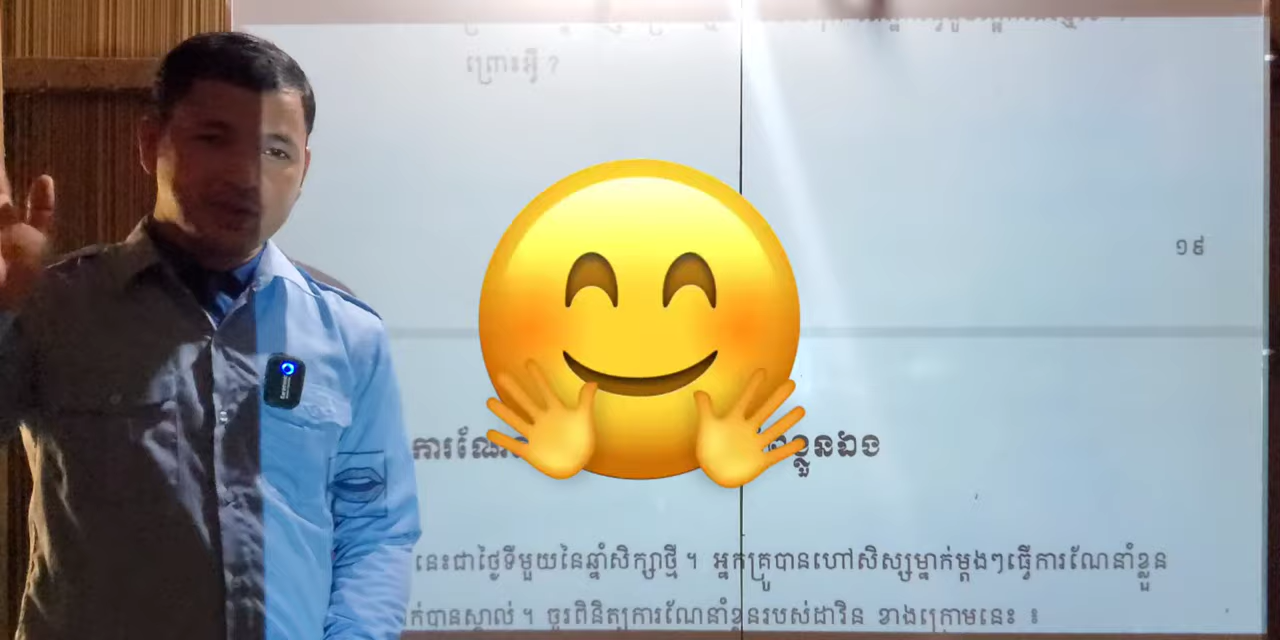 ព្រោះអ្វី ?
១៩
ការណែ
ខ្លួនឯង
នេះជាថ្ងៃទីមួយនៃឆ្នាំសិក្សាថ្មី ។ អ្នកគ្រូបានហៅសិស្សម្នាក់ម្តងៗធ្វើការណែនាំខ្លួន
ក់បានស្គាល់ ។ ចូរពិនិត្យការណែនាំខ្លួនរបស់ដាវិន ខាងក្រោមនេះ ៖